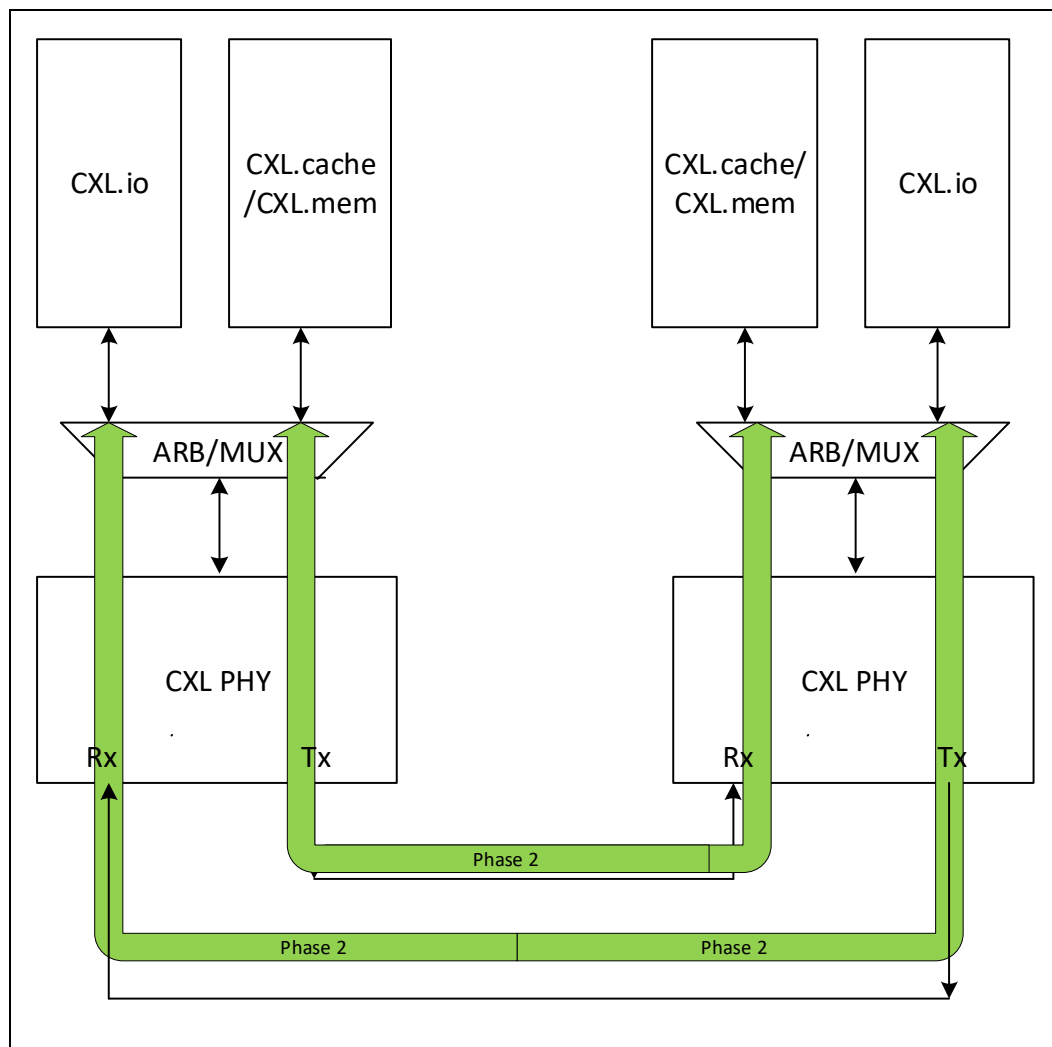 CXL.io
CXL.cache
/CXL.mem
CXL.cache/
CXL.mem
CXL.io
ARB/MUX
ARB/MUX
CXL PHY
CXL PHY
.
.
Rx
Tx
Rx
Tx
Phase 2
Phase 2
Phase 2